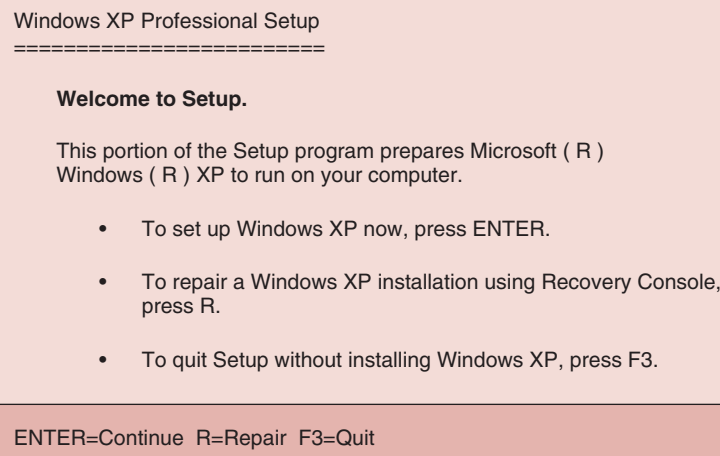 Windows XP Professional Setup
=========================
Welcome to Setup.
This portion of the Setup program prepares Microsoft ( R )
Windows ( R ) XP to run on your computer.
• To set up Windows XP now, press ENTER.
• To repair a Windows XP installation using Recovery Console,
press R.
• To quit Setup without installing Windows XP, press F3.
ENTER=Continue R=Repair F3=Quit